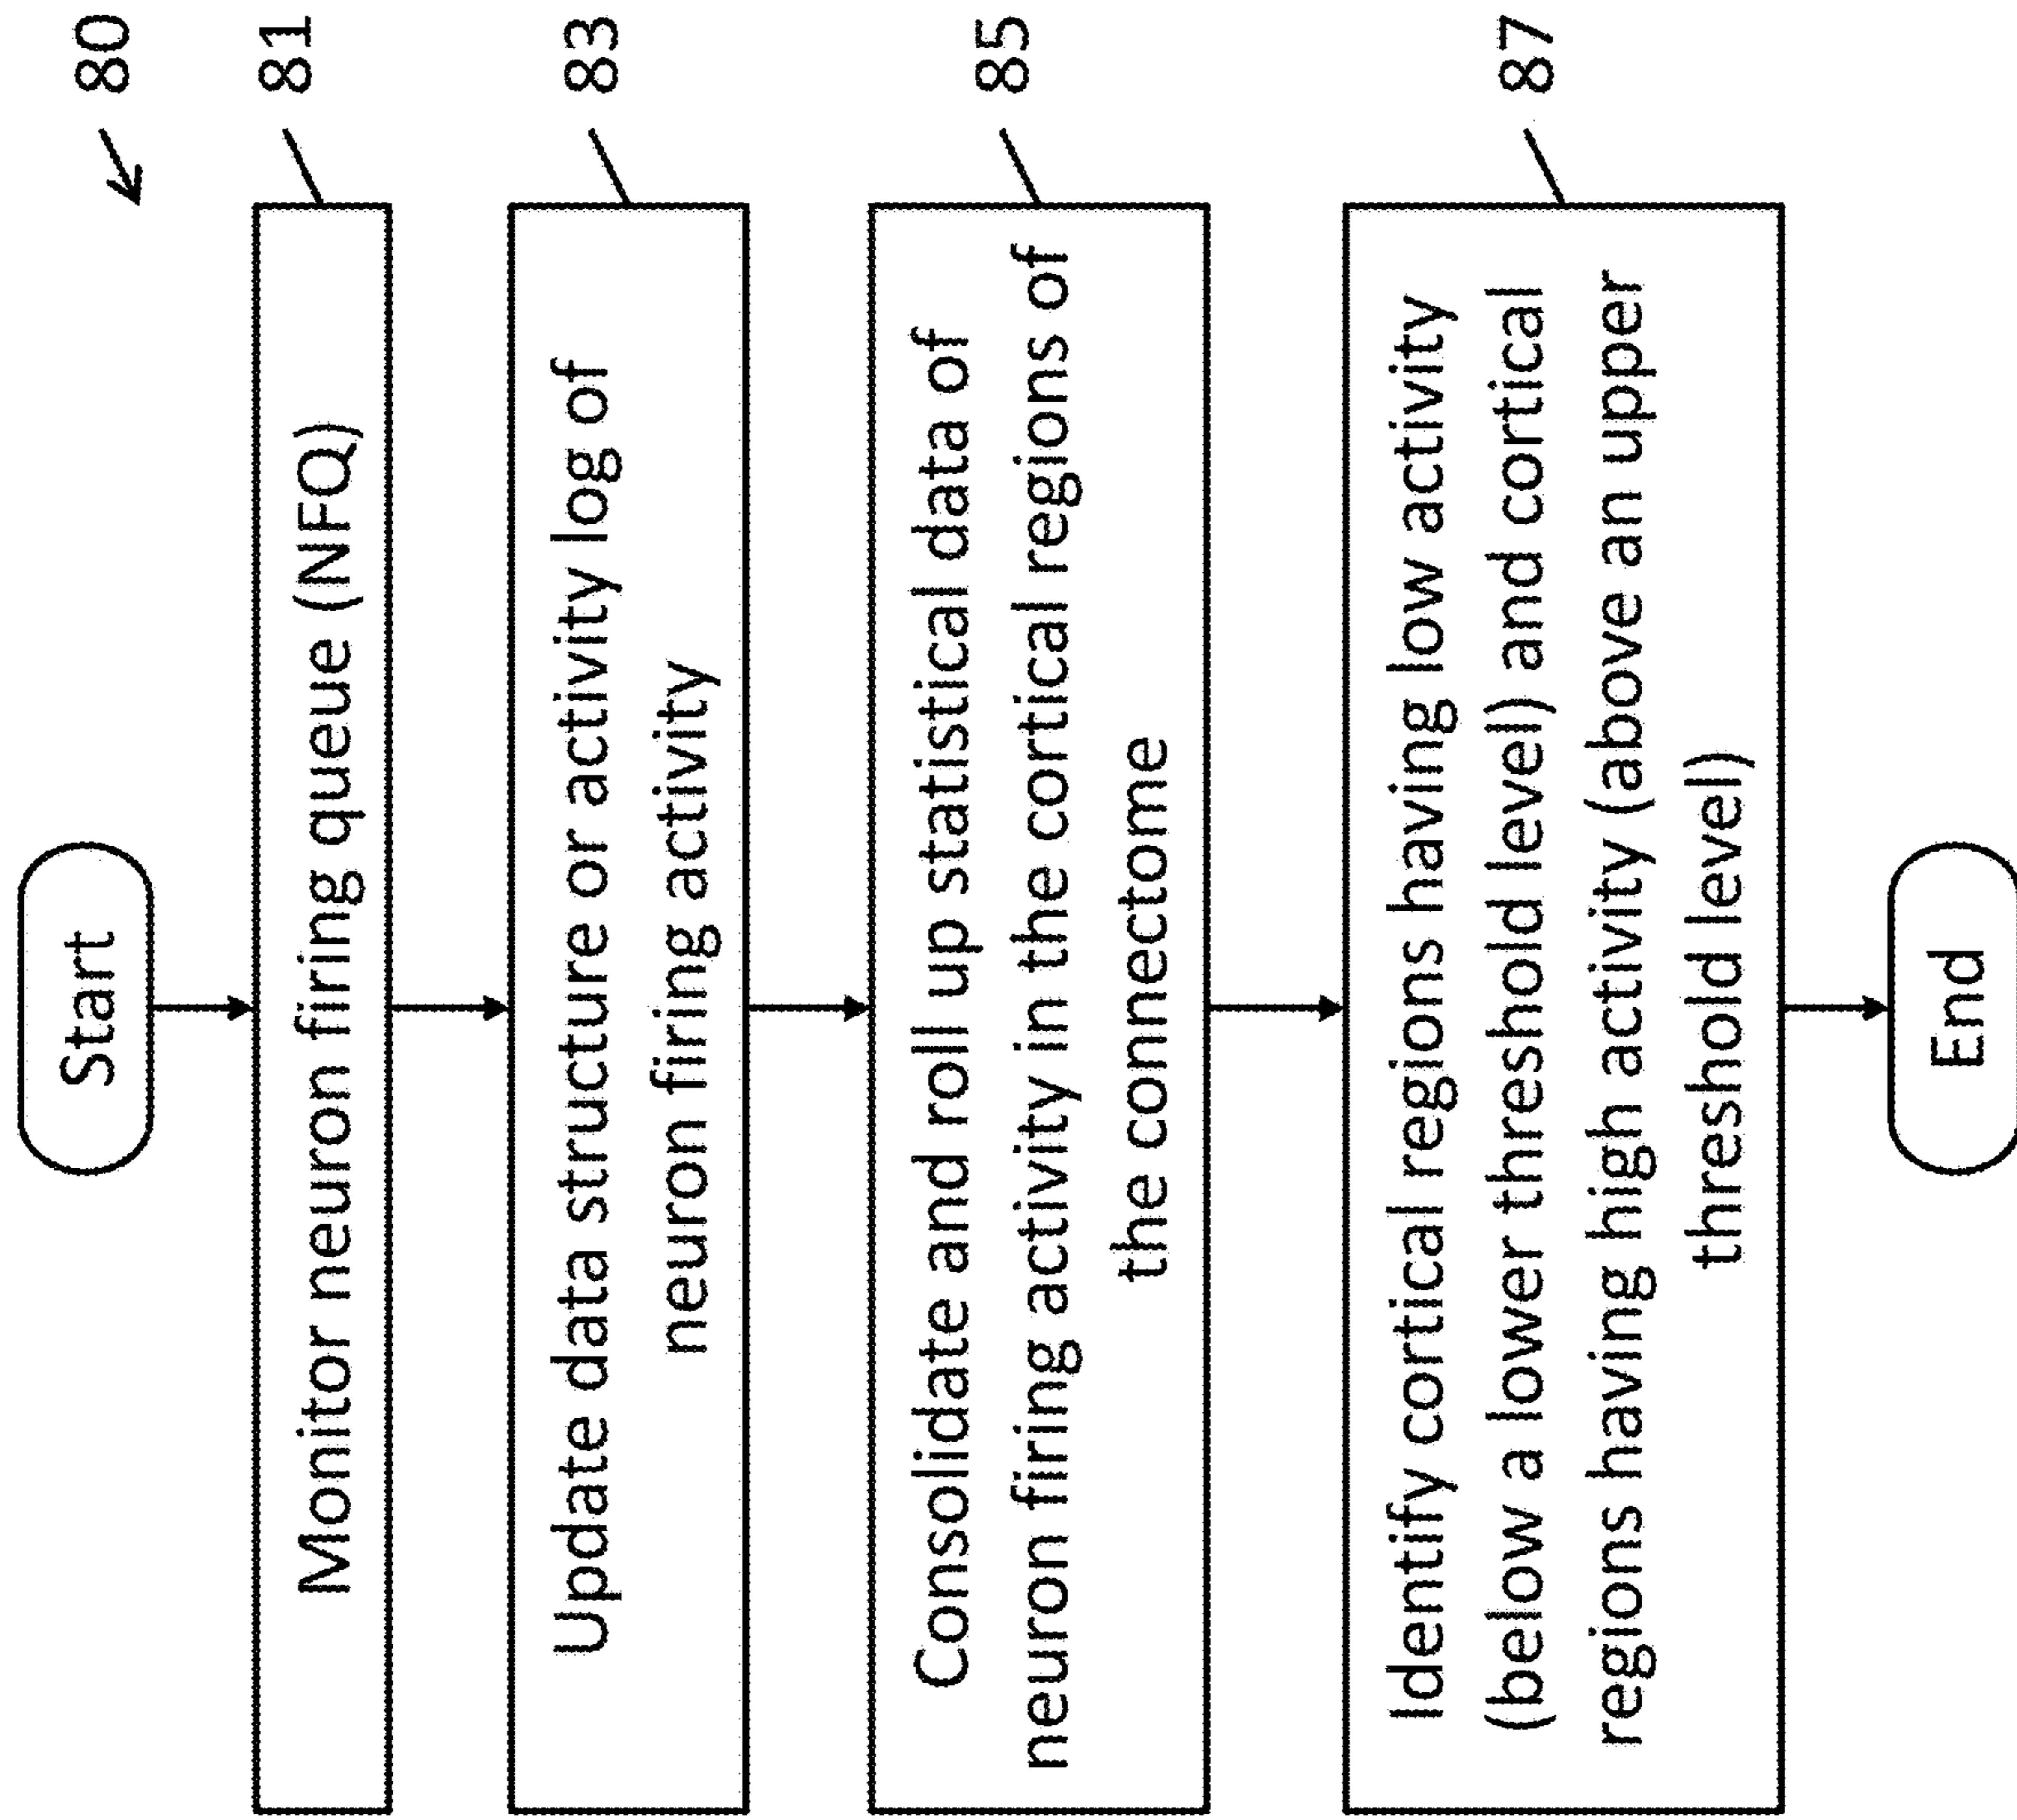 80
Start
81
Monitor neuron firing queue (NFQ)
83
Update data structure or activity log of
neuron firing activity
85
Consolidate and roll up statistical data of
neuron firing activity in the cortical regions of
the connectome
87
Identify cortical regions having low activity
(below a lower threshold level) and cortical
regions having high activity (above an upper
threshold level)
End